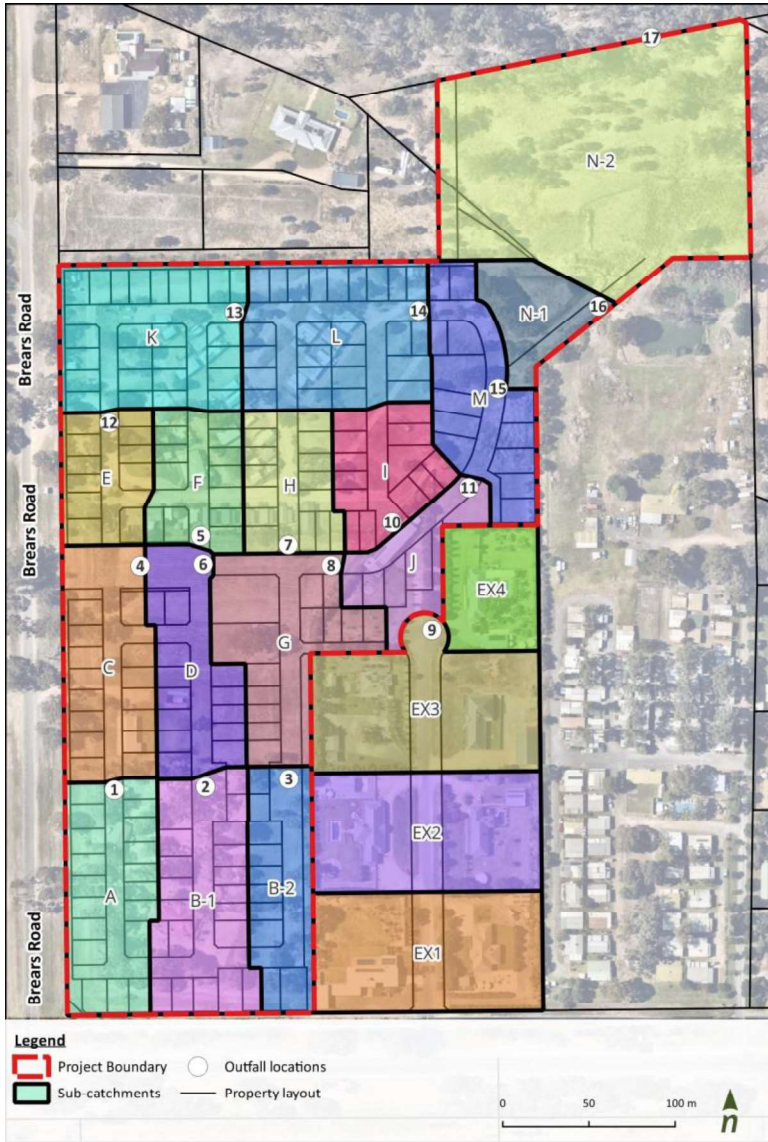 17
N-2
Brears Road
13
14
16
N-1
K
L
15
M
12
E
F
H
I
11
10
5
7
Brears Road
4
6
8
J
EX4
9
C
D
G
EX3
1
2
3
EX2
A
B-1
B-2
Brears Road
EX1
Legend
Project Boundary
Outfall locations
Sub-catchments
Property layout
0 50 100 m
n